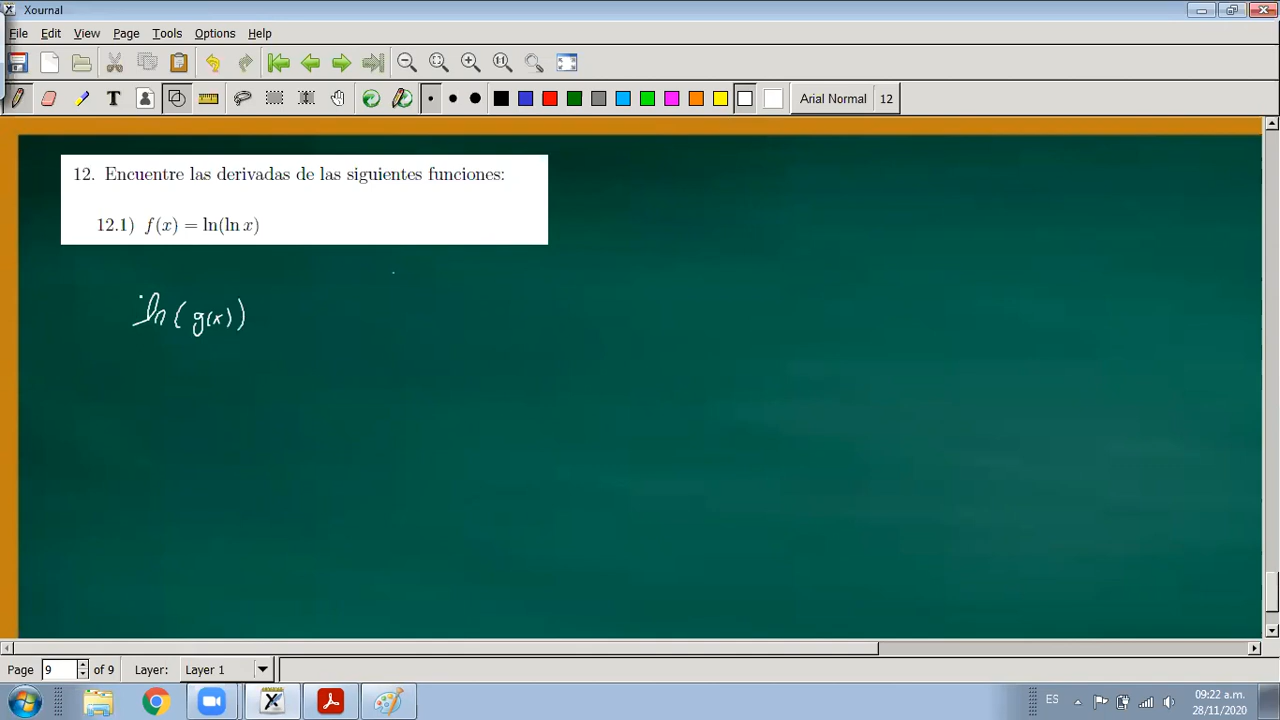 Xournal
File Edit View Page Tools Options Help
Arial Normal 12
12. Encuentre las derivadas de las siguientes funciones:
12.1) f(x) = ln(ln x)
ln(g(x))
Page 9 of 9 Layer: Layer 1
ES 09:22 a.m.
28/11/2020